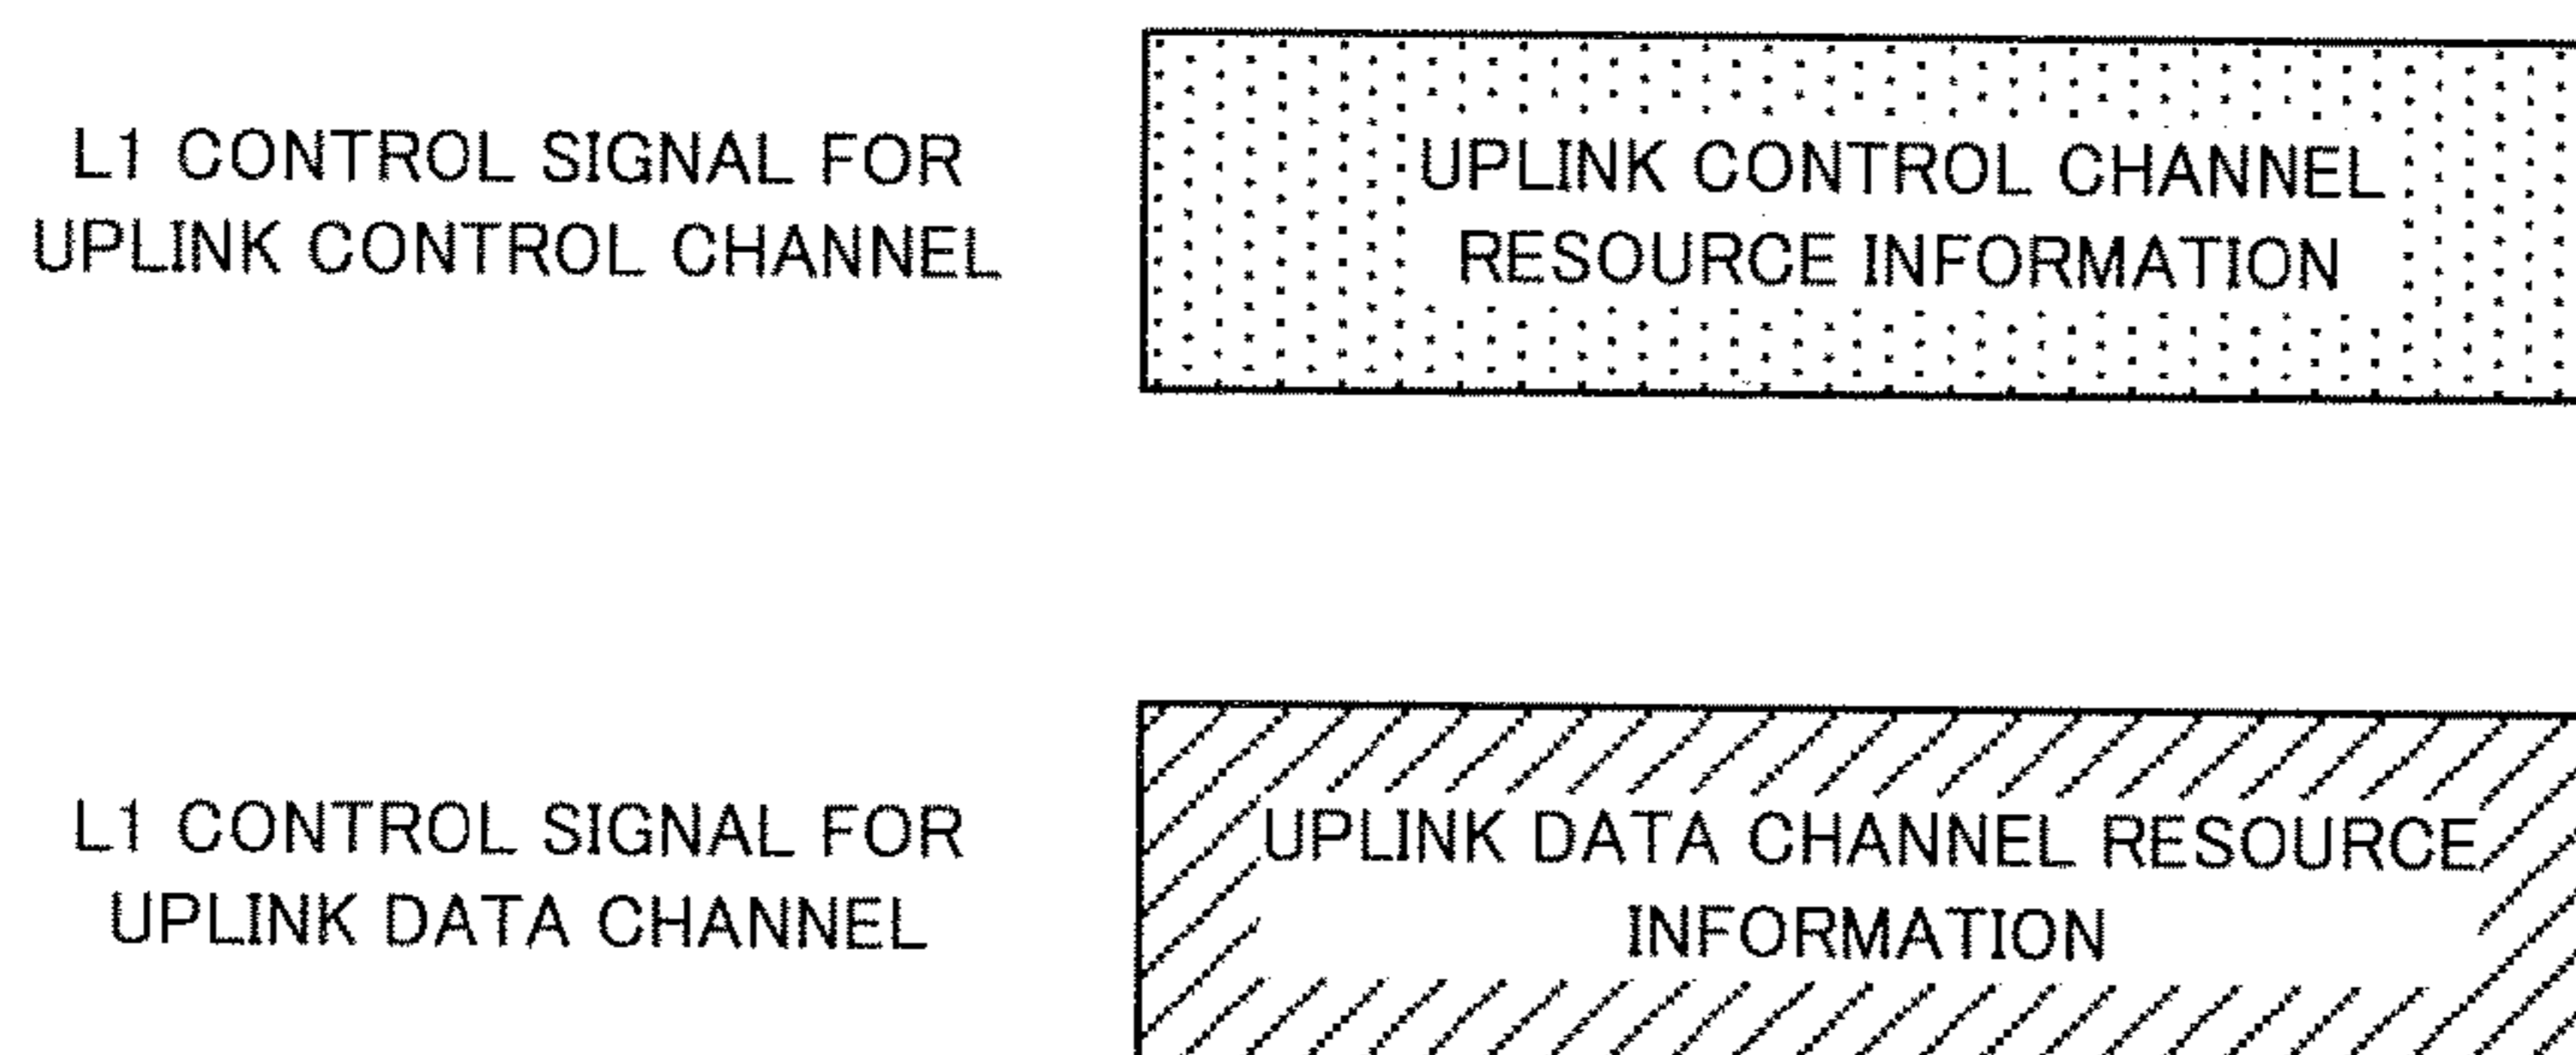 L1 CONTROL SIGNAL FOR
UPLINK CONTROL CHANNEL
UPLINK CONTROL CHANNEL
RESOURCE INFORMATION
L1 CONTROL SIGNAL FOR
UPLINK DATA CHANNEL
UPLINK DATA CHANNEL RESOURCE
INFORMATION